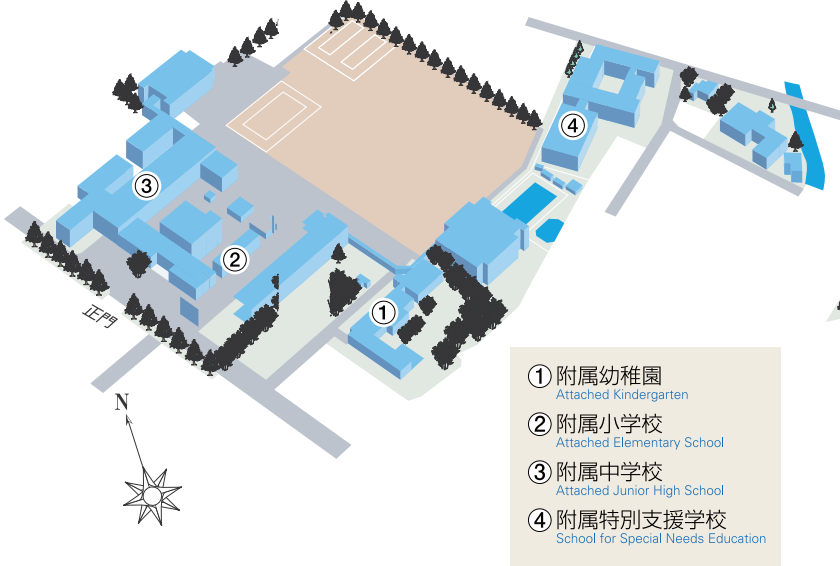 ④
③
②
①
正門
N
① 附属幼稚園
Attached Kindergarten
② 附属小学校
Attached Elementary School
③ 附属中学校
Attached Junior High School
④ 附属特別支援学校
School for Special Needs Education